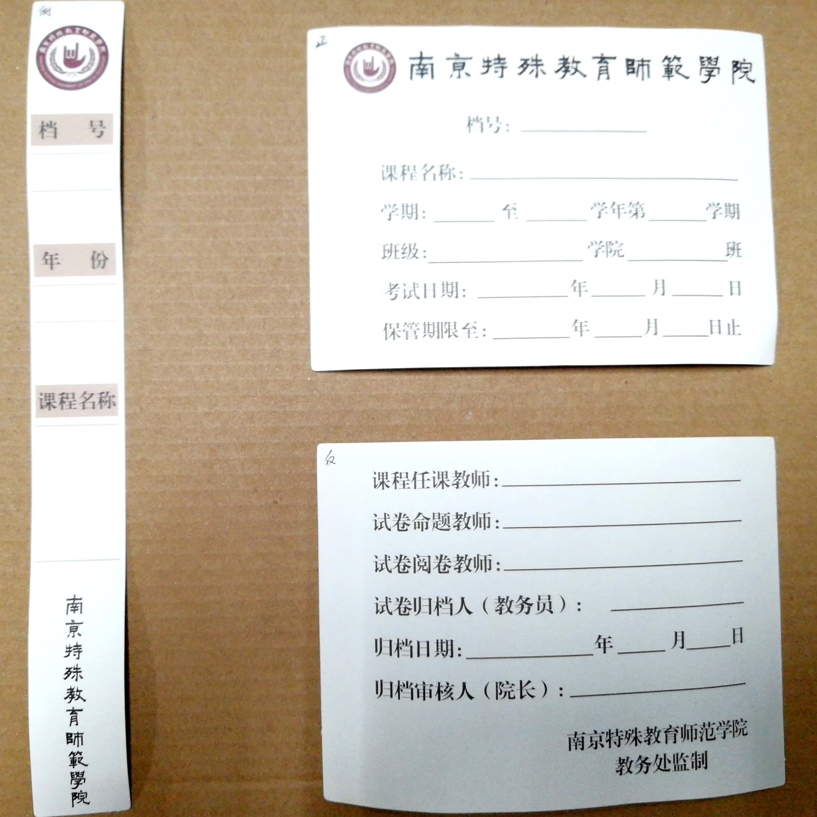 侧
档 号
年 份
课程名称
南京特殊教育師範學院
正
南京特殊教育師範學院
档号：
课程名称：
学期： 至 学年第 学期
班级： 学院 班
考试日期： 年 月 日
保管期限至： 年 月 日止
反
课程任课教师：
试卷命题教师：
试卷阅卷教师：
试卷归档人（教务员）：
归档日期： 年 月 日
归档审核人（院长）：
南京特殊教育师范学院
教务处监制